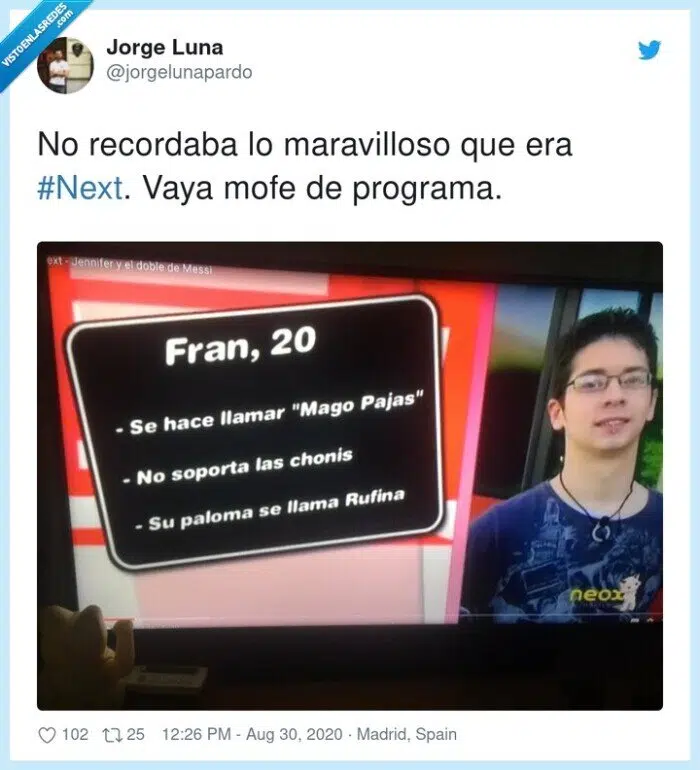 VISTOENLASREDES
.com
Jorge Luna
@jorgelunapardo
No recordaba lo maravilloso que era
#Next. Vaya mofe de programa.
ext - Jennifer y el doble de Messi
Fran, 20
- Se hace llamar "Mago Pajas"
- No soporta las chonis
- Su paloma se llama Rufina
neox
102 25 12:26 PM - Aug 30, 2020 · Madrid, Spain